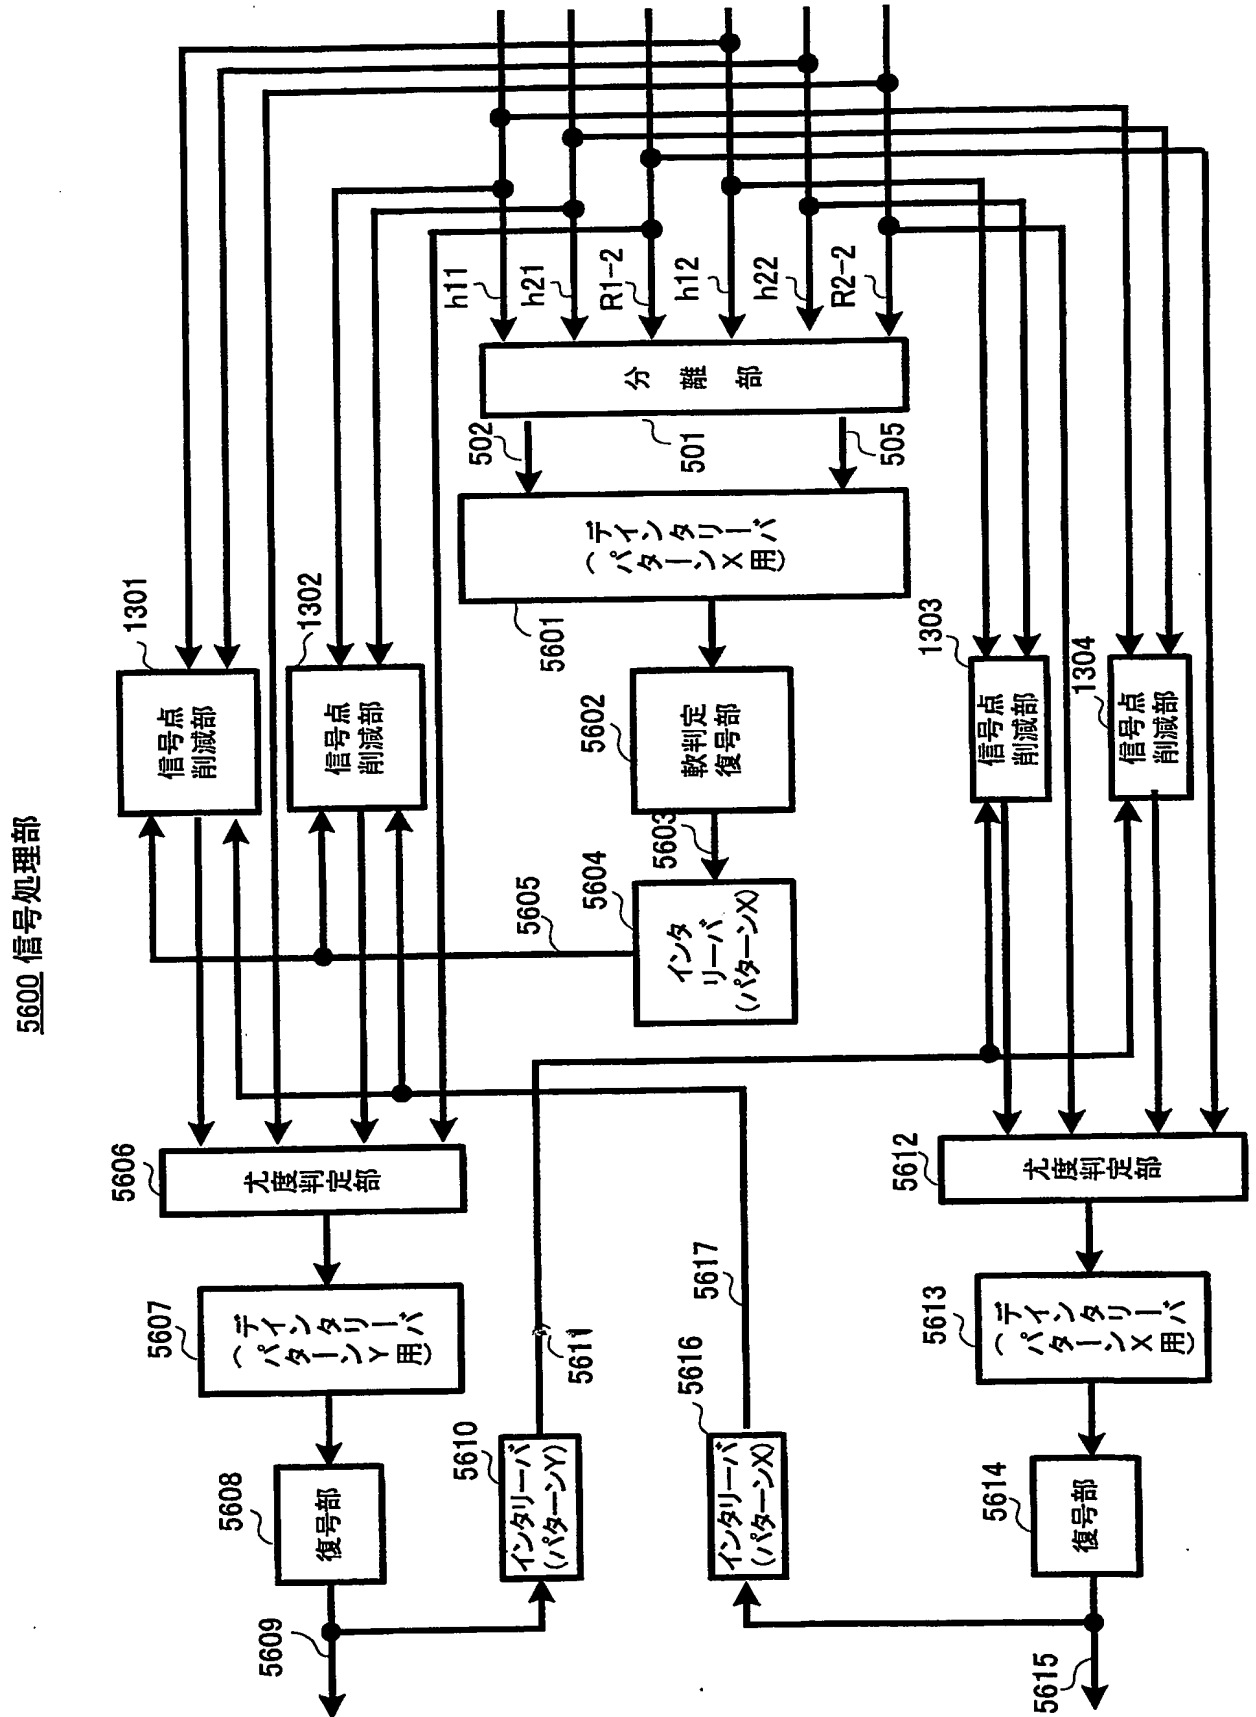 5600 信号処理部
h11
h21
R1-2
h12
h22
R2-2
分離部
501
502
505
ディンタリーバ
(パターンX用)
5601
軟判定
復号部
5602
5603
インタ
リーバ
(パターンX)
5604
5605
信号点
削減部
1301
信号点
削減部
1302
信号点
削減部
1303
信号点
削減部
1304
尤度判定部
5606
ディンタリーバ
(パターンY用)
5607
復号部
5608
5609
インタリーバ
(パターンY)
5610
5611
尤度判定部
5612
ディンタリーバ
(パターンX用)
5613
復号部
5614
5615
インタリーバ
(パターンX)
5616
5617